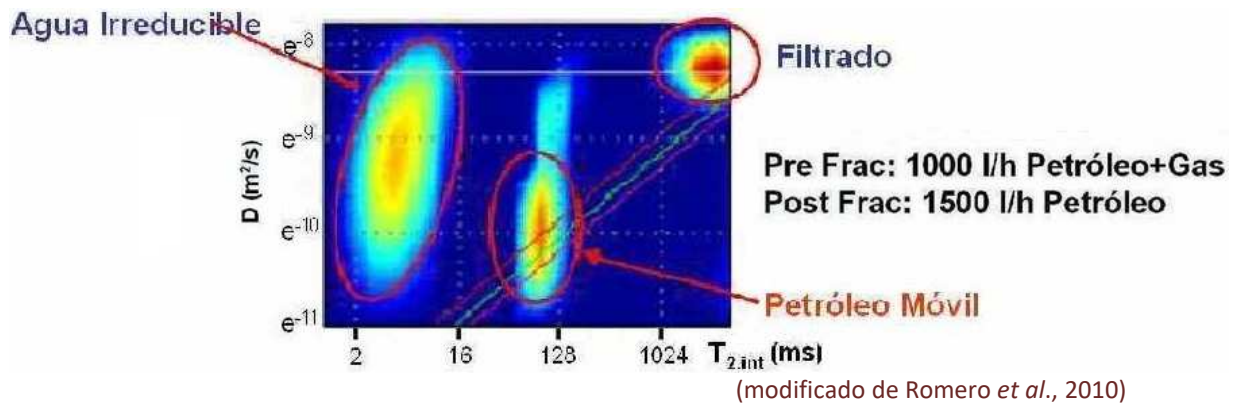 Agua Irreducible
Filtrado
e-8
e-9
D (m²/s)
e-10
e-11
Pre Frac: 1000 l/h Petróleo+Gas
Post Frac: 1500 l/h Petróleo
Petróleo Móvil
2 16 128 1024 T2.int (ms)
(modificado de Romero et al., 2010)